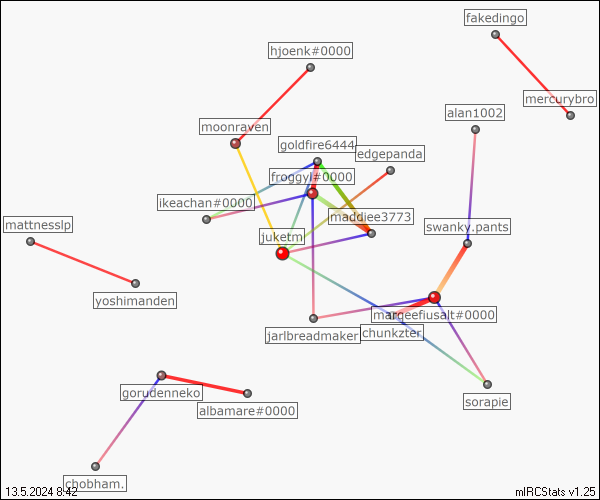 fakedingo
hjoenk#0000
mercurybro
alan1002
moonraven
goldfire6444
edgepanda
froggyl#0000
ikeachan#0000
maddiee3773
mattnesslp
swanky.pants
juketm
yoshimanden
margeefiusalt#0000
jarlbreadmaker
chunkzter
gorudenneko
sorapie
albamare#0000
chobham.
13.5.2024 8:42
mIRCStats v1.25